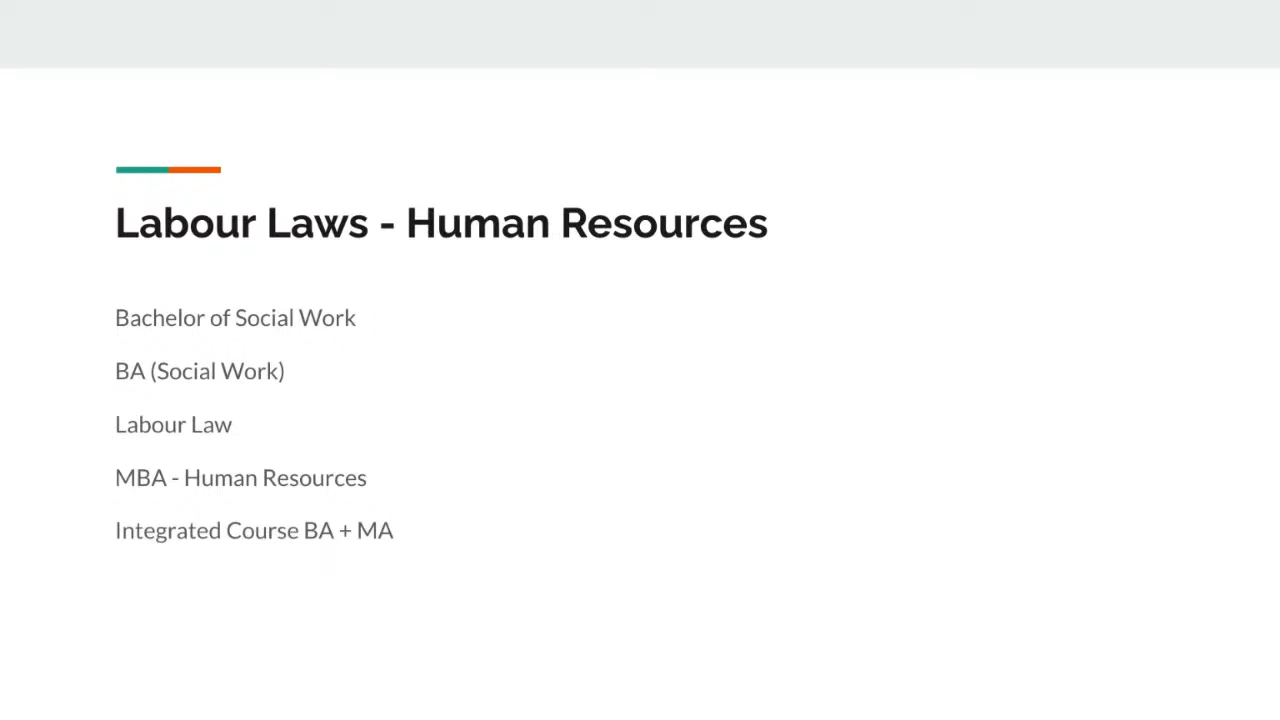 Labour Laws - Human Resources
Bachelor of Social Work
BA (Social Work)
Labour Law
MBA - Human Resources
Integrated Course BA + MA